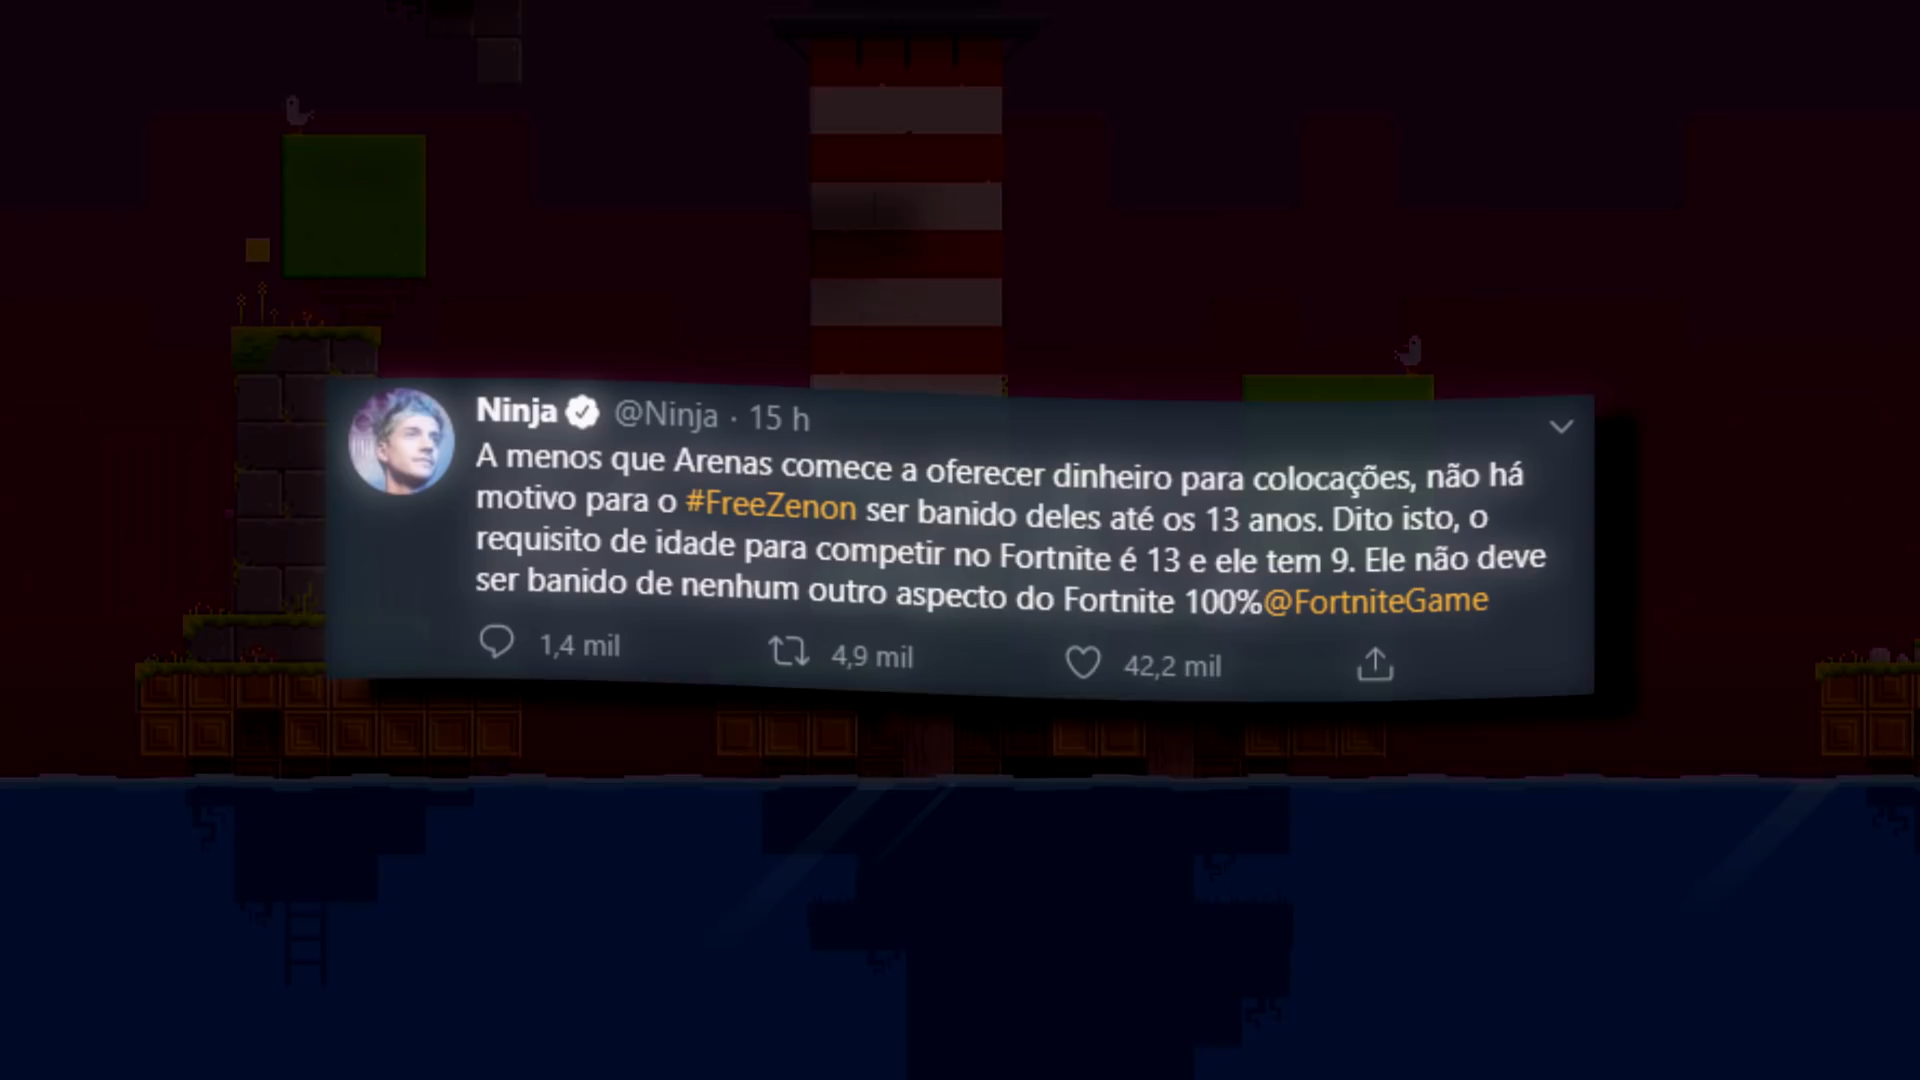 Ninja @Ninja · 15 h
A menos que Arenas comece a oferecer dinheiro para colocações, não há
motivo para o #FreeZenon ser banido deles até os 13 anos. Dito isto, o
requisito de idade para competir no Fortnite é 13 e ele tem 9. Ele não deve
ser banido de nenhum outro aspecto do Fortnite 100%@FortniteGame
1,4 mil 4,9 mil 42,2 mil